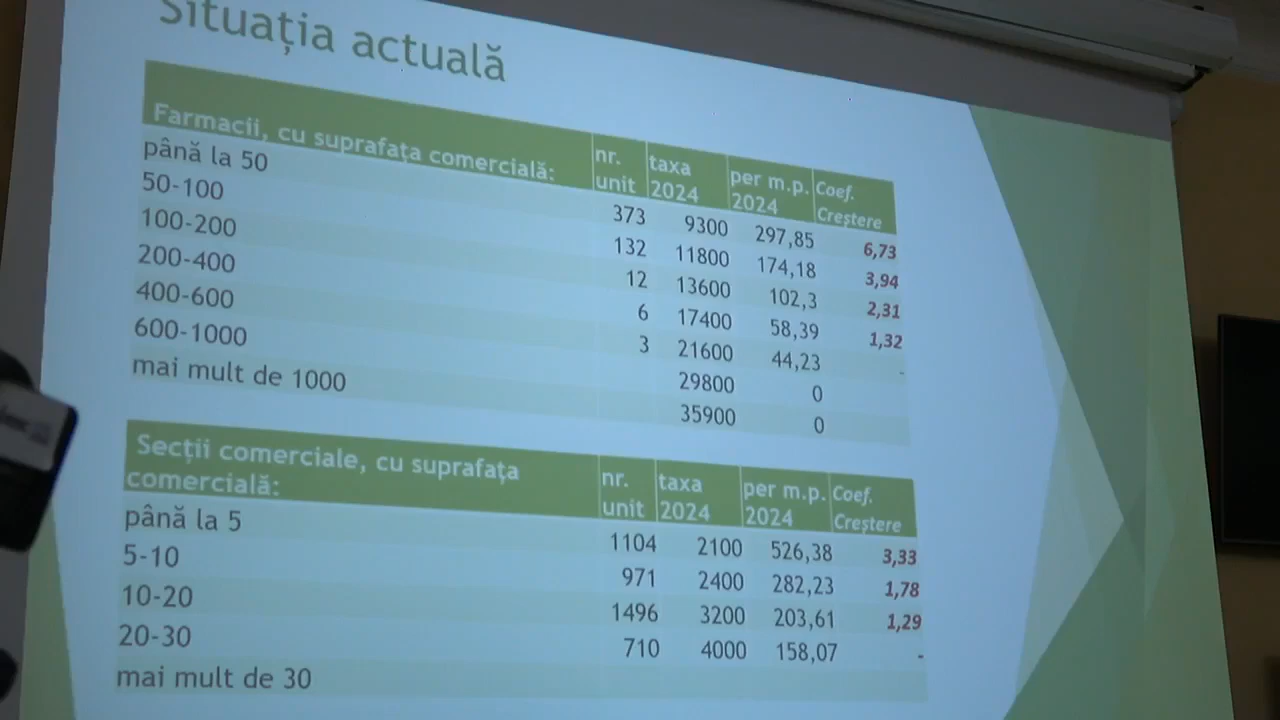 Situația actuală
Farmacii, cu suprafața comercială: nr. unit taxa 2024 per m.p. 2024 Coef. Creștere
până la 50 373 9300 297,85 6,73
50-100 132 11800 174,18 3,94
100-200 12 13600 102,3 2,31
200-400 6 17400 58,39 1,32
400-600 3 21600 44,23 -
600-1000 29800 0
mai mult de 1000 35900 0
Secții comerciale, cu suprafața comercială: nr. unit taxa 2024 per m.p. 2024 Coef. Creștere
până la 5 1104 2100 526,38 3,33
5-10 971 2400 282,23 1,78
10-20 1496 3200 203,61 1,29
20-30 710 4000 158,07 -
mai mult de 30